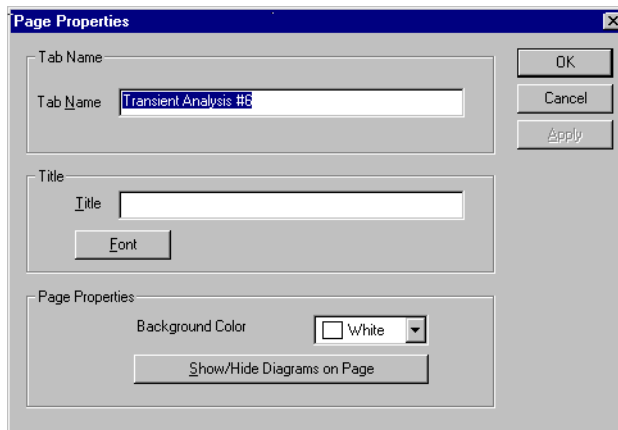 Page Properties
Tab Name
OK
Tab Name Transient Analysis #6
Cancel
Apply
Title
Title
Font
Page Properties
Background Color White
Show/Hide Diagrams on Page